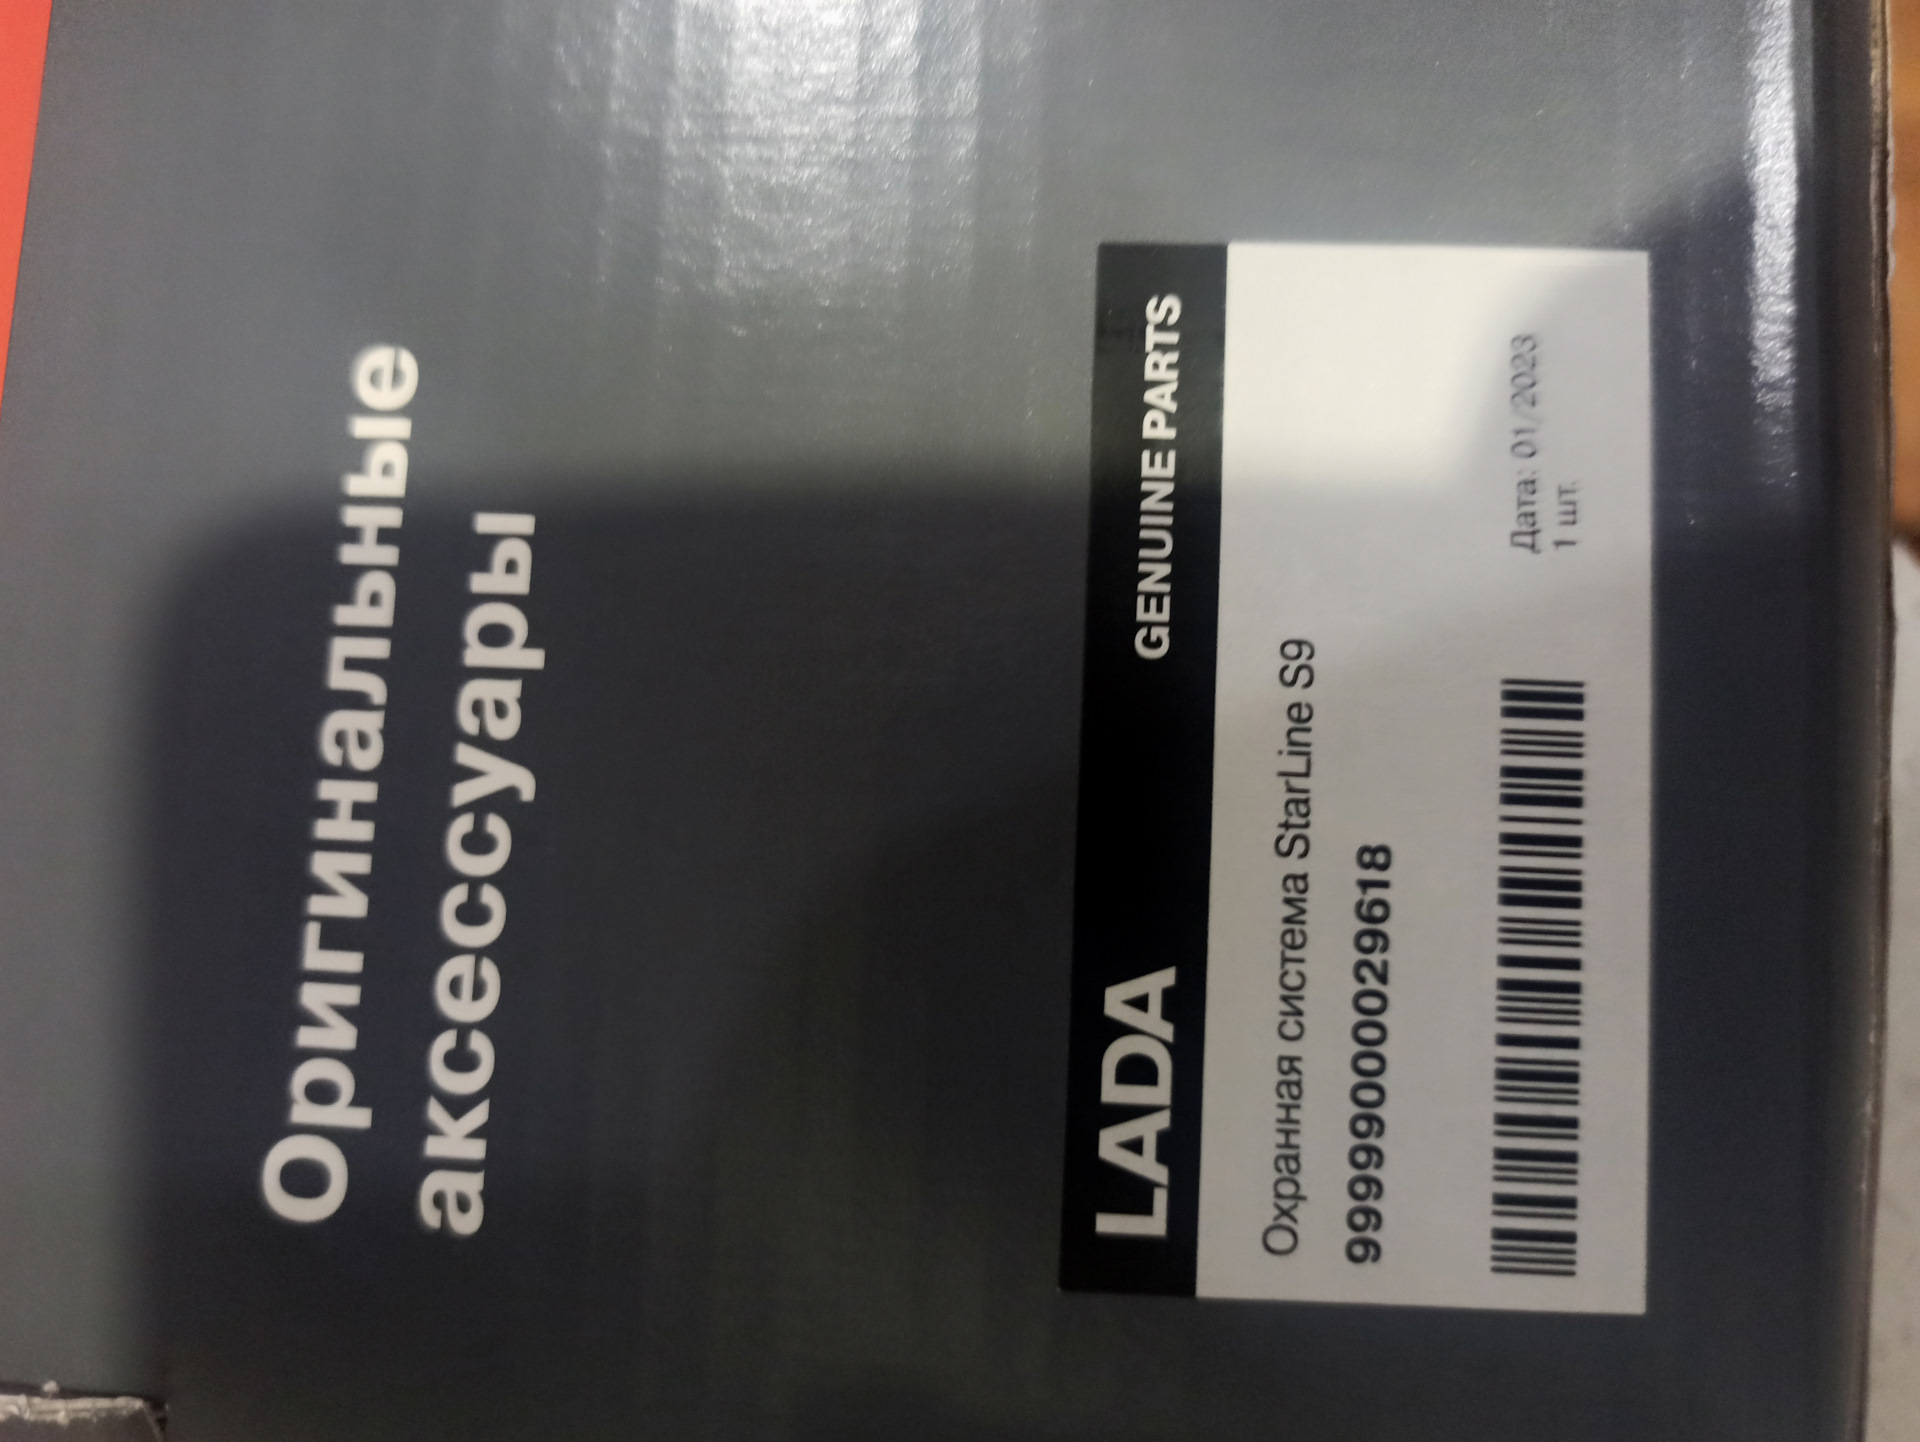 Оригинальные
аксессуары
LADA GENUINE PARTS
Охранная система StarLine S9
99999000029618
Дата: 01/2023
1 шт.